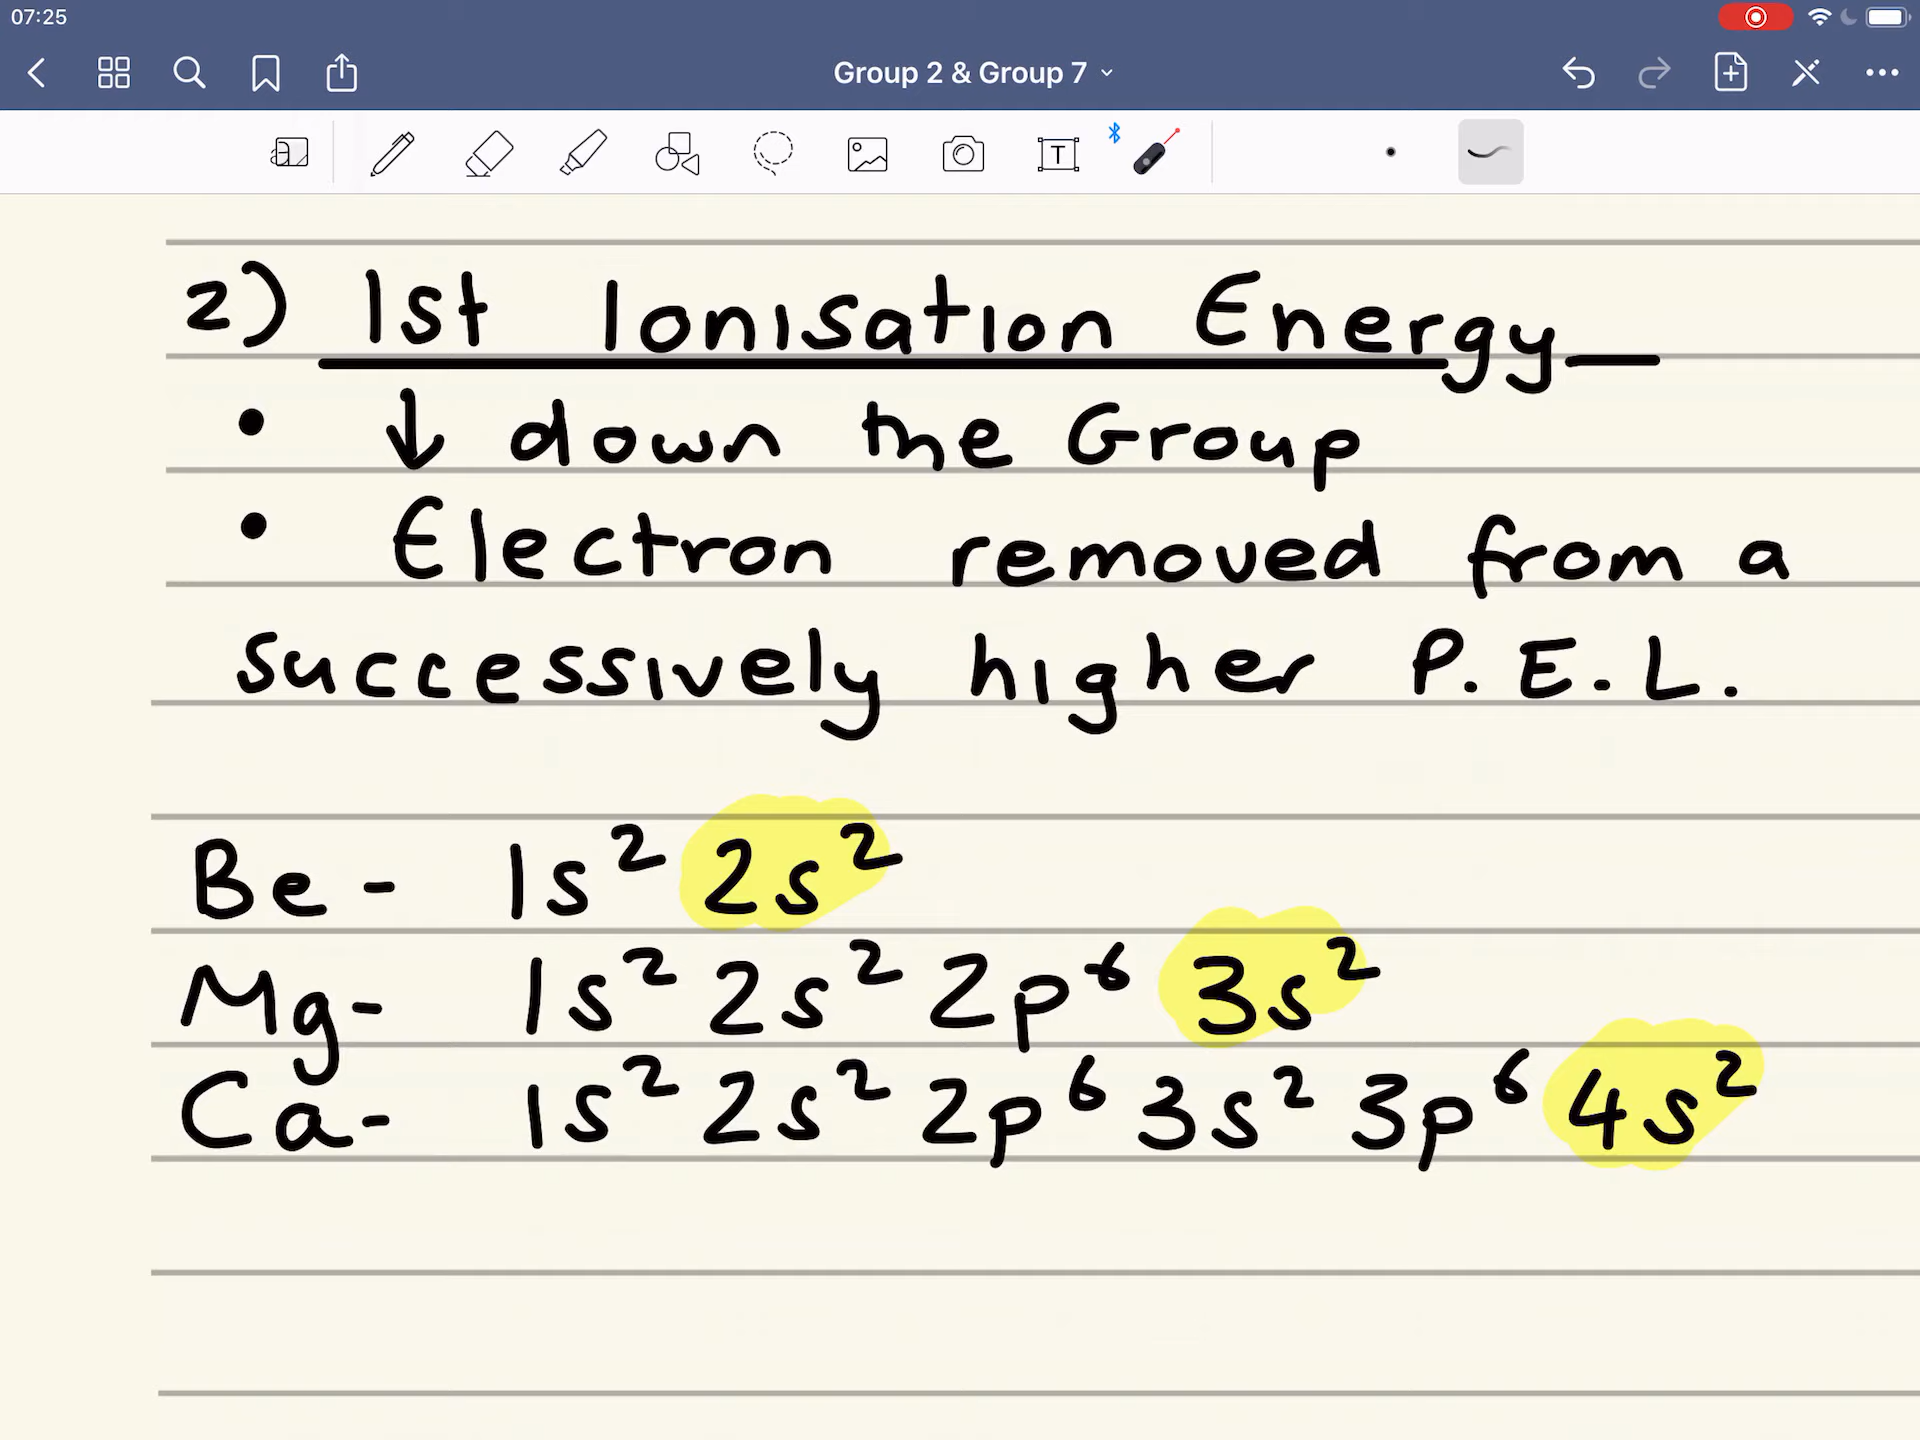 07:25
Group 2 & Group 7
T
2) 1st Ionisation Energy
• ↓ down the Group
• Electron removed from a
successively higher P.E.L.
Be - 1s² 2s²
Mg- 1s² 2s² 2p⁶ 3s²
Ca- 1s² 2s² 2p⁶ 3s² 3p⁶ 4s²